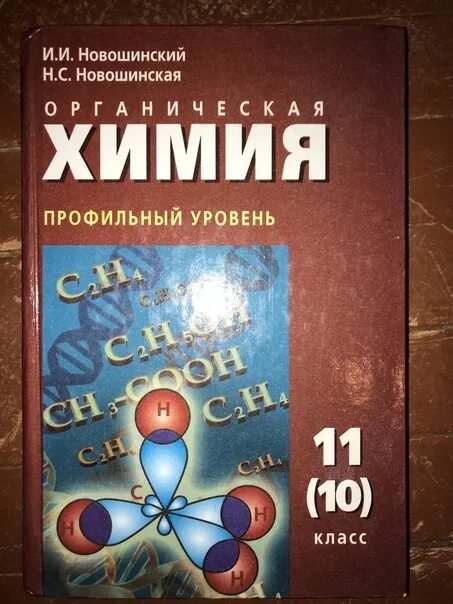 И.И. Новошинский
Н.С. Новошинская
ОРГАНИЧЕСКАЯ
ХИМИЯ
ПРОФИЛЬНЫЙ УРОВЕНЬ
C₂H₄
C₂H₅OH
CH₃-COOH
C₂H₄
H
C
H
H
H
11
(10)
КЛАСС